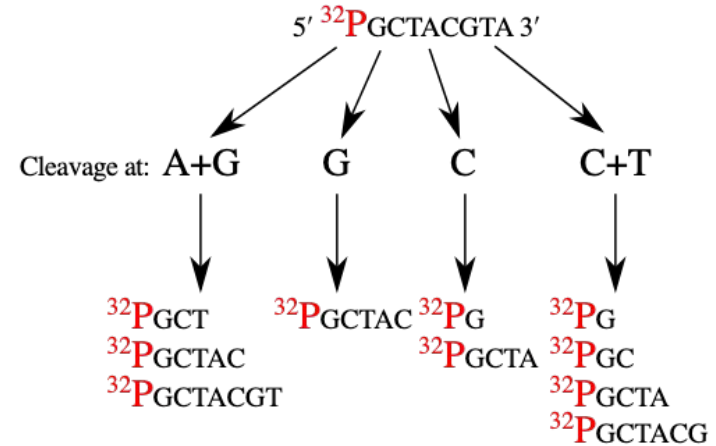 5′ ³²PGCTACGTA 3′
Cleavage at: A+G G C C+T
³²PGCT ³²PGCTAC ³²PG ³²PG
³²PGCTAC ³²PGCTA ³²PGC
³²PGCTACGT ³²PGCTA
³²PGCTACG